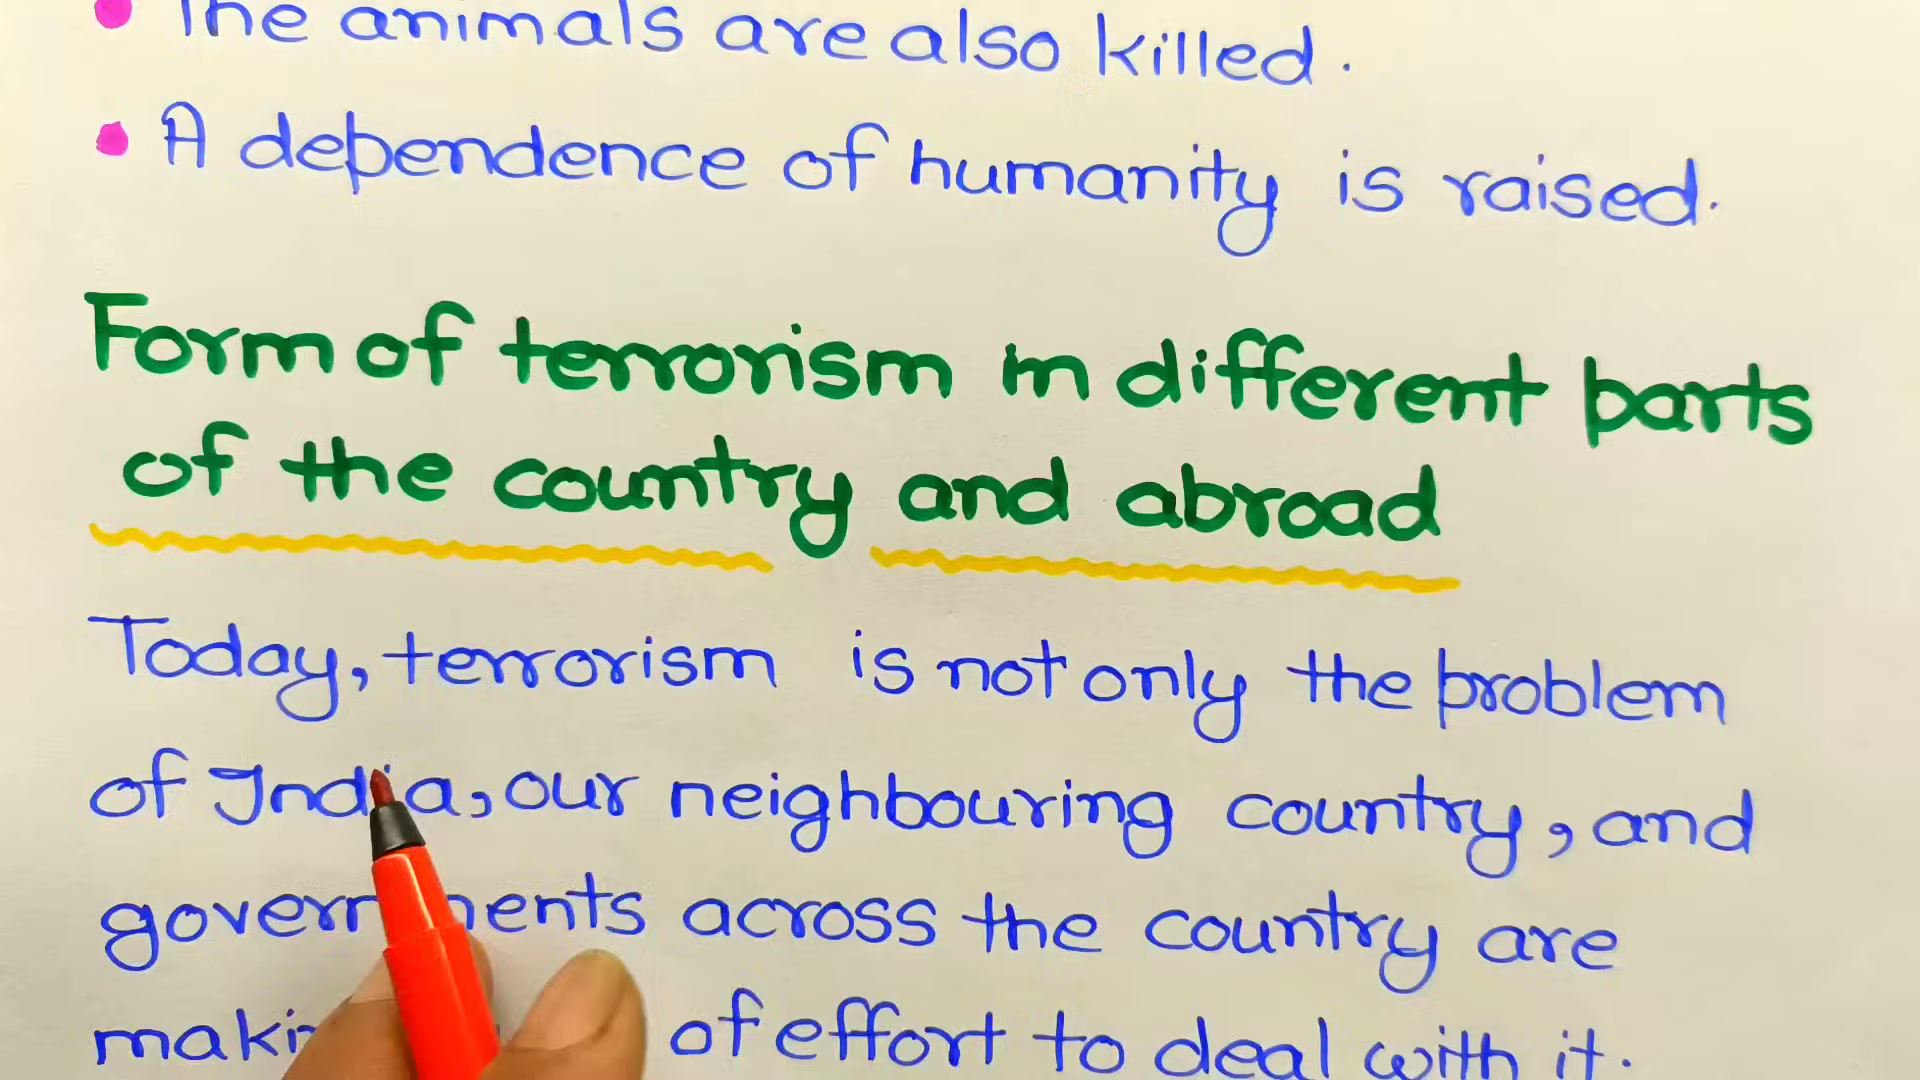 The animals are also killed.
A dependence of humanity is raised.
Form of terrorism in different parts
of the country and abroad
Today, terrorism is not only the problem
of India, our neighbouring country, and
governments across the country are
of effort to deal with it.